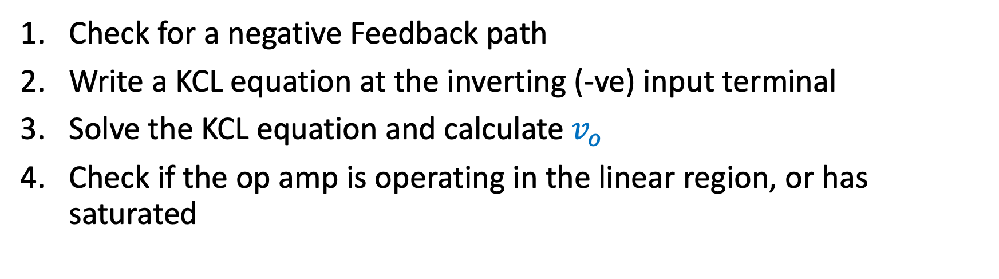 1. Check for a negative Feedback path
2. Write a KCL equation at the inverting (-ve) input terminal
3. Solve the KCL equation and calculate vₒ
4. Check if the op amp is operating in the linear region, or has
saturated